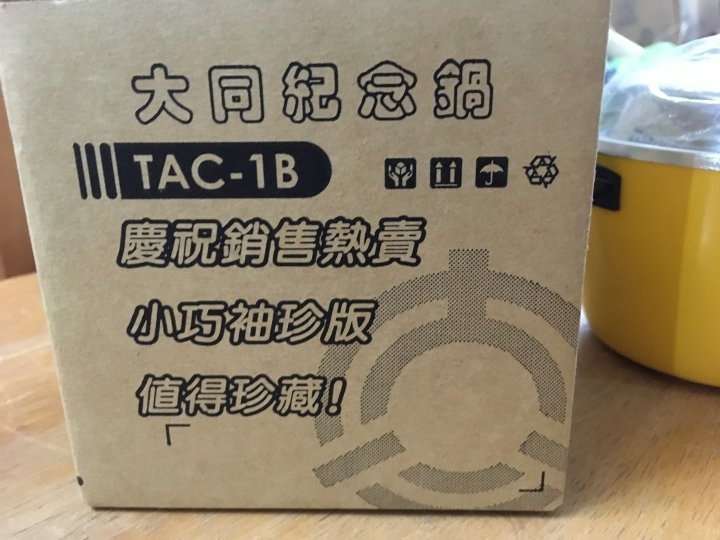 大同紀念鍋
TAC-1B
慶祝銷售熱賣
小巧袖珍版
值得珍藏!